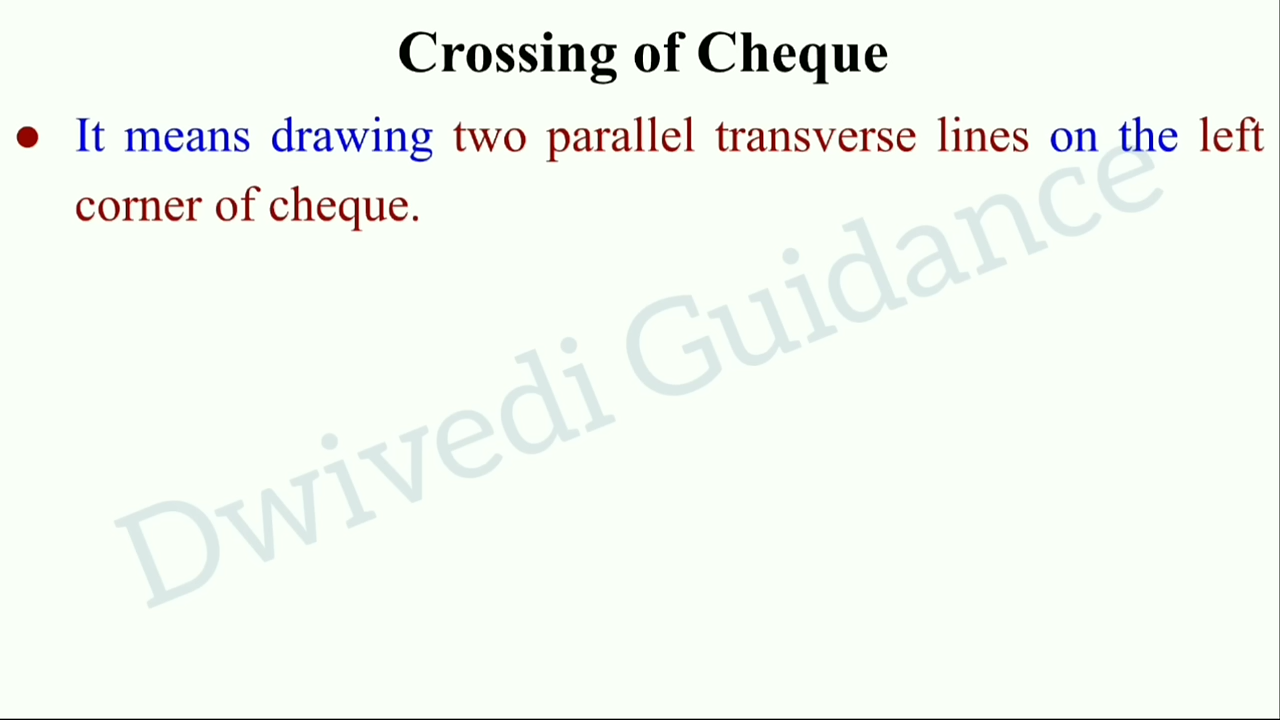 Crossing of Cheque
● It means drawing two parallel transverse lines on the left
corner of cheque.
Dwivedi Guidance